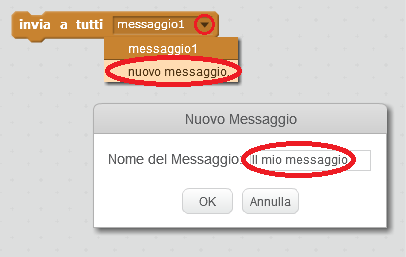 invia a tutti messaggio1
messaggio1
nuovo messaggio
Nuovo Messaggio
Nome del Messaggio: Il mio messaggio
OK Annulla